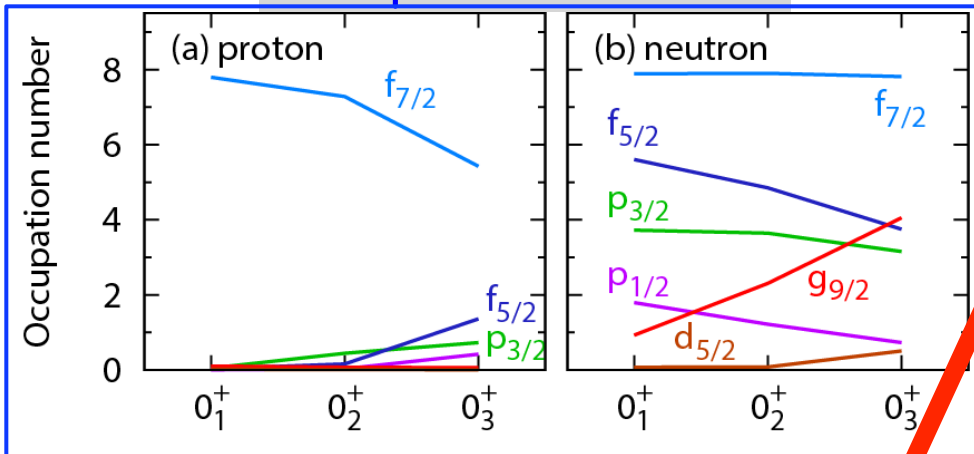 Occupation number
8
6
4
2
0
(a) proton
f7/2
f5/2
p3/2
0+1
0+2
0+3
(b) neutron
f7/2
f5/2
p3/2
p1/2
g9/2
d5/2
0+1
0+2
0+3